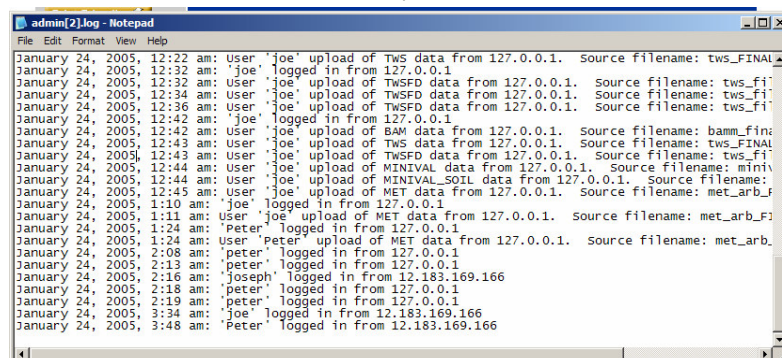 admin[2].log - Notepad
File Edit Format View Help
January 24, 2005, 12:22 am: User 'joe' upload of TWS data from 127.0.0.1. Source filename: tws_FINAL
January 24, 2005, 12:32 am: 'joe' logged in from 127.0.0.1
January 24, 2005, 12:32 am: User 'joe' upload of TWSFD data from 127.0.0.1. Source filename: tws_fil
January 24, 2005, 12:34 am: User 'joe' upload of TWSFD data from 127.0.0.1. Source filename: tws_fil
January 24, 2005, 12:36 am: User 'joe' upload of TWSFD data from 127.0.0.1. Source filename: tws_fil
January 24, 2005, 12:42 am: 'joe' logged in from 127.0.0.1
January 24, 2005, 12:42 am: User 'joe' upload of BAM data from 127.0.0.1. Source filename: bamm_fina
January 24, 2005, 12:43 am: User 'joe' upload of TWS data from 127.0.0.1. Source filename: tws_FINAL
January 24, 2005, 12:43 am: User 'joe' upload of TWSFD data from 127.0.0.1. Source filename: tws_fil
January 24, 2005, 12:44 am: User 'joe' upload of MINIVAL data from 127.0.0.1. Source filename: miniv
January 24, 2005, 12:44 am: User 'joe' upload of MINIVAL_SOIL data from 127.0.0.1. Source filename:
January 24, 2005, 12:45 am: User 'joe' upload of MET data from 127.0.0.1. Source filename: met_arb_F
January 24, 2005, 1:10 am: 'joe' logged in from 127.0.0.1
January 24, 2005, 1:11 am: User 'joe' upload of MET data from 127.0.0.1. Source filename: met_arb_FI
January 24, 2005, 1:24 am: 'Peter' logged in from 127.0.0.1
January 24, 2005, 1:24 am: User 'Peter' upload of MET data from 127.0.0.1. Source filename: met_arb_
January 24, 2005, 2:08 am: 'peter' logged in from 127.0.0.1
January 24, 2005, 2:13 am: 'peter' logged in from 127.0.0.1
January 24, 2005, 2:16 am: 'joseph' logged in from 12.183.169.166
January 24, 2005, 2:18 am: 'peter' logged in from 127.0.0.1
January 24, 2005, 2:19 am: 'peter' logged in from 127.0.0.1
January 24, 2005, 3:34 am: 'joe' logged in from 12.183.169.166
January 24, 2005, 3:48 am: 'Peter' logged in from 12.183.169.166